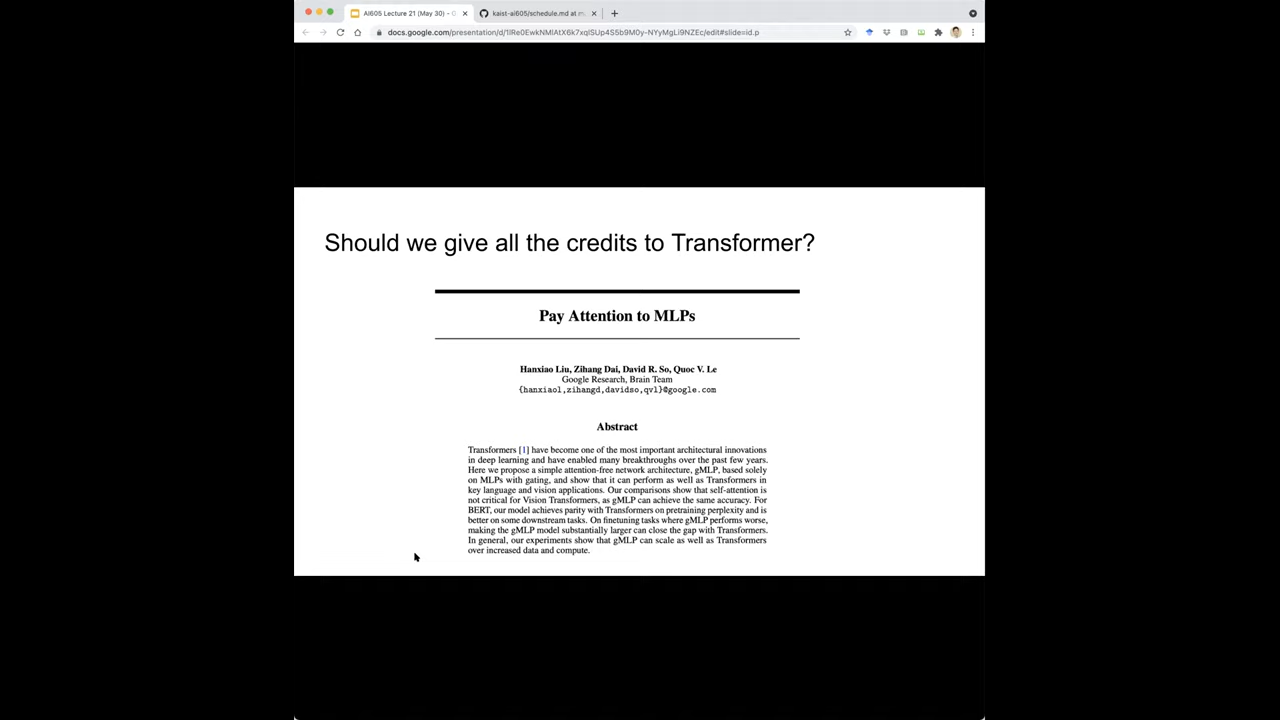 AI605 Lecture 21 (May 30) - G
kaist-ai605/schedule.md at m
docs.google.com/presentation/d/1lRe0EwkNMlAtX6k7xqlSUp4S5b9M0y-NYyMgLi9NZEc/edit#slide=id.p
Should we give all the credits to Transformer?
Pay Attention to MLPs
Hanxiao Liu, Zihang Dai, David R. So, Quoc V. Le
Google Research, Brain Team
{hanxiaol,zihangd,davidso,qvl}@google.com
Abstract
Transformers [1] have become one of the most important architectural innovations
in deep learning and have enabled many breakthroughs over the past few years.
Here we propose a simple attention-free network architecture, gMLP, based solely
on MLPs with gating, and show that it can perform as well as Transformers in
key language and vision applications. Our comparisons show that self-attention is
not critical for Vision Transformers, as gMLP can achieve the same accuracy. For
BERT, our model achieves parity with Transformers on pretraining perplexity and is
better on some downstream tasks. On finetuning tasks where gMLP performs worse,
making the gMLP model substantially larger can close the gap with Transformers.
In general, our experiments show that gMLP can scale as well as Transformers
over increased data and compute.